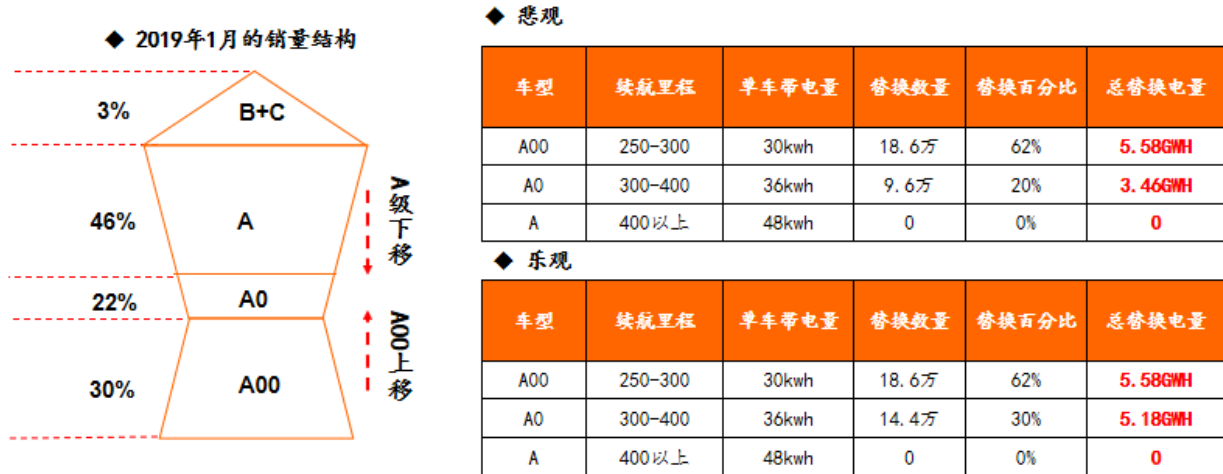 ◆ 2019年1月的销量结构
3%
B+C
46%
A
A级下移
22%
A0
A00上移
30%
A00
◆ 悲观
车型 续航里程 单车带电量 替换数量 替换百分比 总替换电量
A00 250-300 30kwh 18.6万 62% 5.58GWH
A0 300-400 36kwh 9.6万 20% 3.46GWH
A 400以上 48kwh 0 0% 0
◆ 乐观
车型 续航里程 单车带电量 替换数量 替换百分比 总替换电量
A00 250-300 30kwh 18.6万 62% 5.58GWH
A0 300-400 36kwh 14.4万 30% 5.18GWH
A 400以上 48kwh 0 0% 0